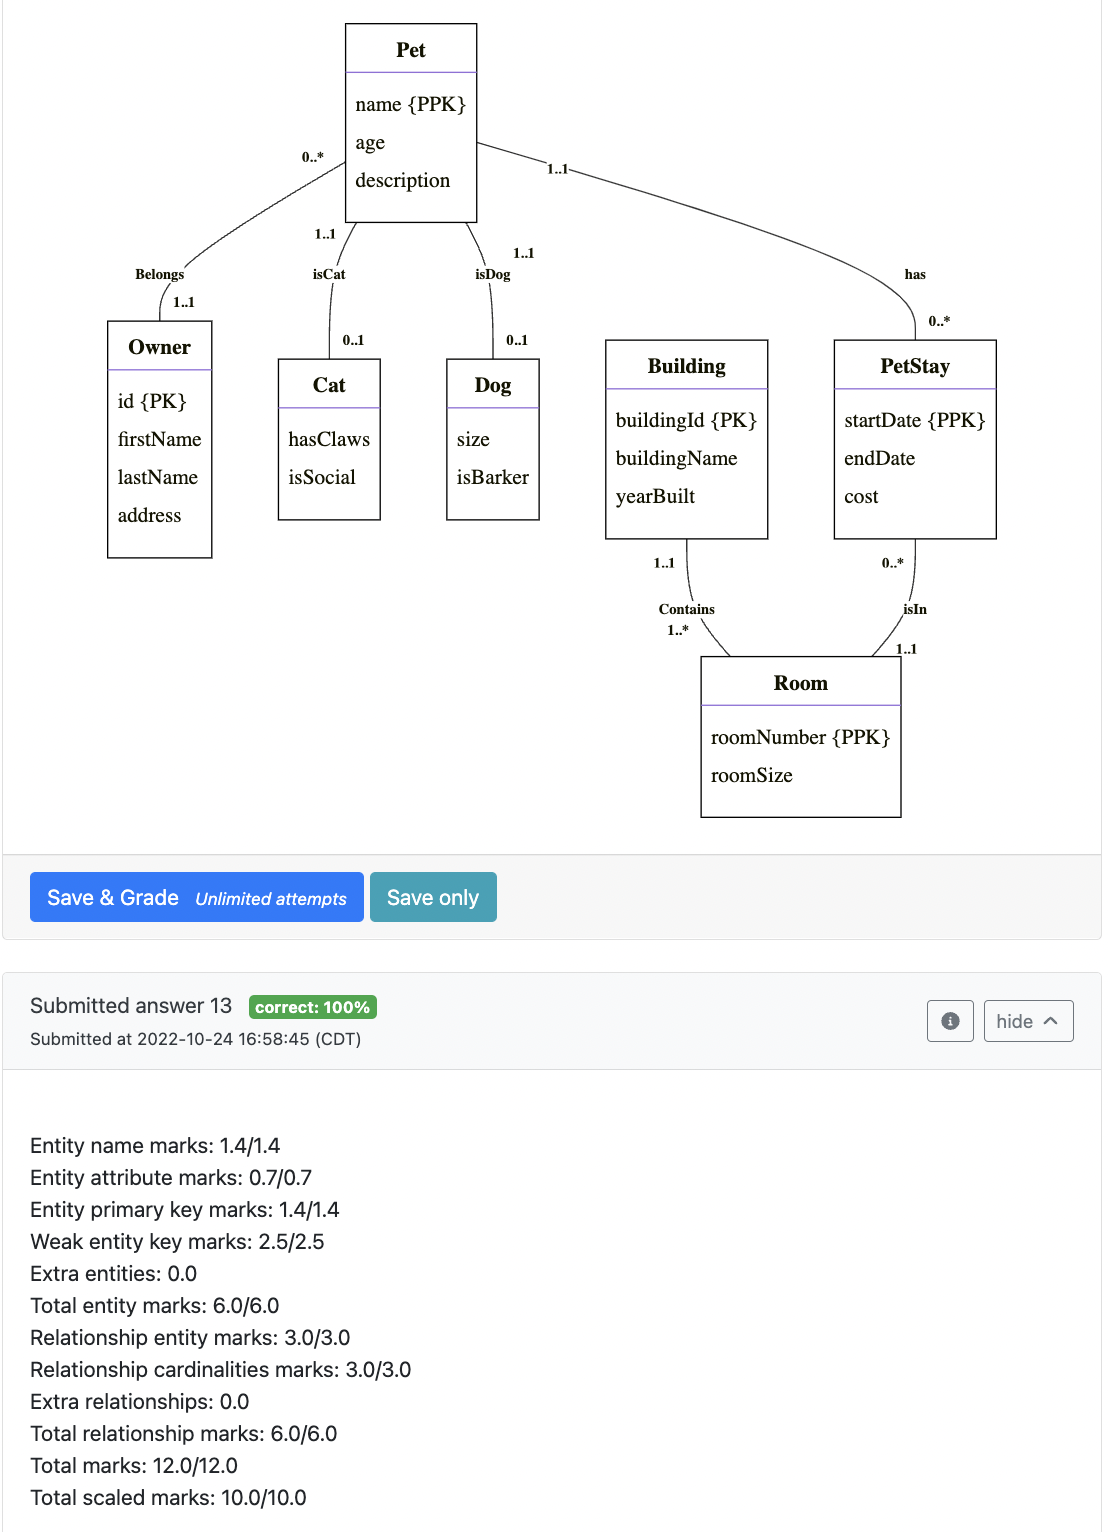 Pet
name {PPK}
age
description
0..*
1..1
1..1
1..1
Belongs
isCat
isDog
has
1..1
0..1
0..1
0..*
Owner
id {PK}
firstName
lastName
address
Cat
hasClaws
isSocial
Dog
size
isBarker
Building
buildingId {PK}
buildingName
yearBuilt
PetStay
startDate {PPK}
endDate
cost
1..1
0..*
Contains
isIn
1..*
1..1
Room
roomNumber {PPK}
roomSize
Save & Grade Unlimited attempts
Save only
Submitted answer 13 correct: 100%
Submitted at 2022-10-24 16:58:45 (CDT)
hide
Entity name marks: 1.4/1.4
Entity attribute marks: 0.7/0.7
Entity primary key marks: 1.4/1.4
Weak entity key marks: 2.5/2.5
Extra entities: 0.0
Total entity marks: 6.0/6.0
Relationship entity marks: 3.0/3.0
Relationship cardinalities marks: 3.0/3.0
Extra relationships: 0.0
Total relationship marks: 6.0/6.0
Total marks: 12.0/12.0
Total scaled marks: 10.0/10.0